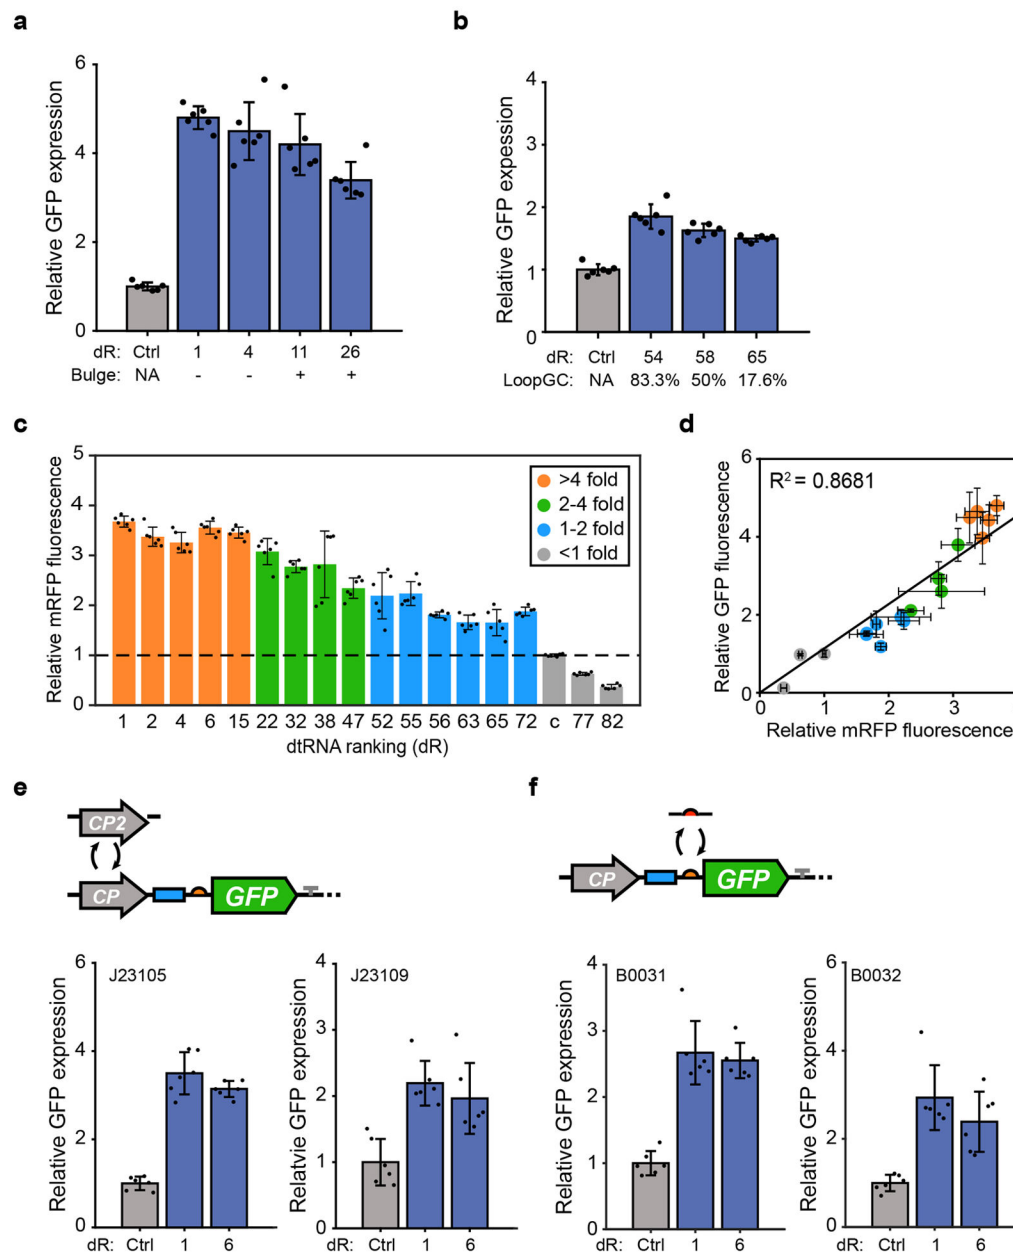 a
Relative GFP expression
6
4
2
0
dR: Ctrl 1 4 11 26
Bulge: NA - - + +
b
Relative GFP expession
4
3
2
1
0
dR: Ctrl 54 58 65
LoopGC: NA 83.3% 50% 17.6%
c
Relative mRFP fluorescence
5
4
3
2
1
0
>4 fold
2-4 fold
1-2 fold
<1 fold
1 2 4 6 15 22 32 38 47 52 55 56 63 65 72 c 77 82
dtRNA ranking (dR)
d
Relative GFP fluorescence
6
4
2
0
R² = 0.8681
0 1 2 3
Relative mRFP fluorescence
e
CP2
CP
GFP
Relative GFP expression
6
4
2
0
J23105
dR: Ctrl 1 6
Relatvie GFP expression
4
3
2
1
0
J23109
Ctrl 1 6
f
CP
GFP
Relative GFP expression
4
3
2
1
0
B0031
dR: Ctrl 1 6
Relative GFP expression
6
4
2
0
B0032
Ctrl 1 6